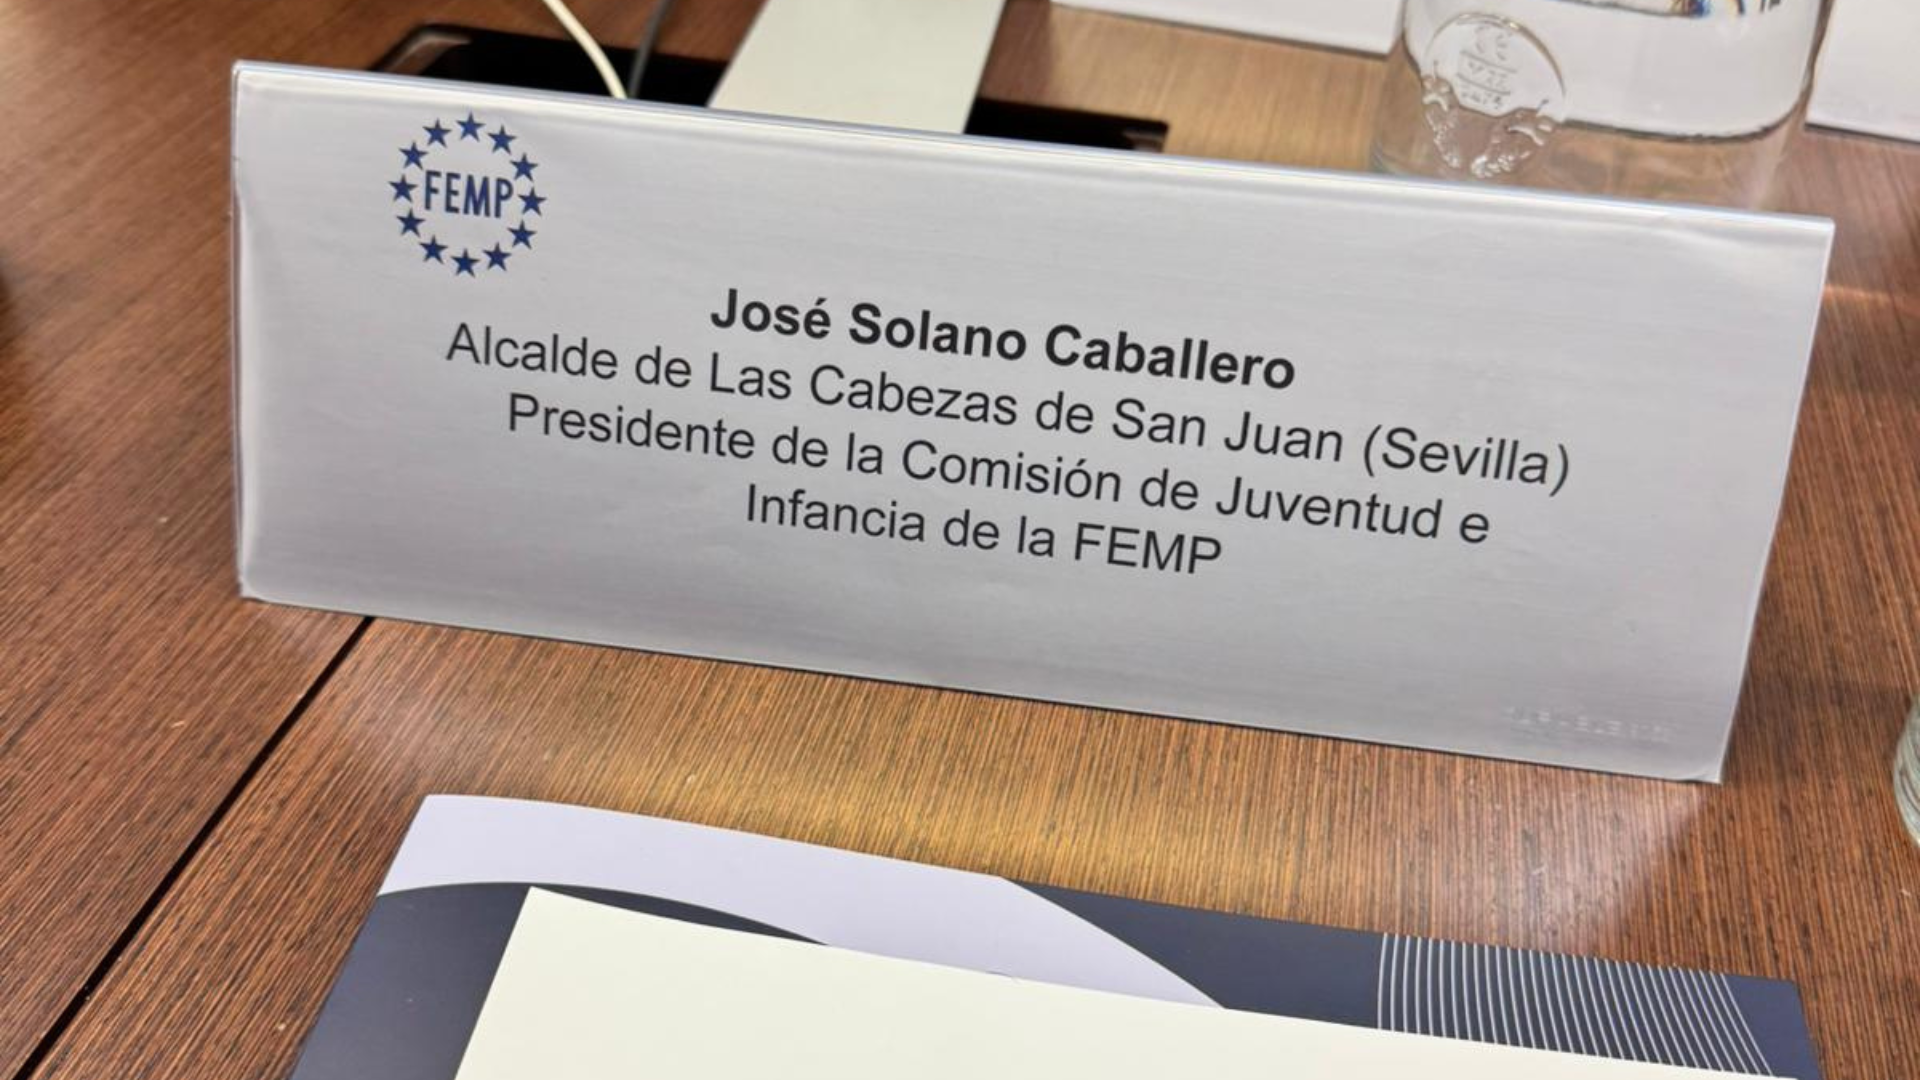 FEMP
José Solano Caballero
Alcalde de Las Cabezas de San Juan (Sevilla)
Presidente de la Comisión de Juventud e
Infancia de la FEMP